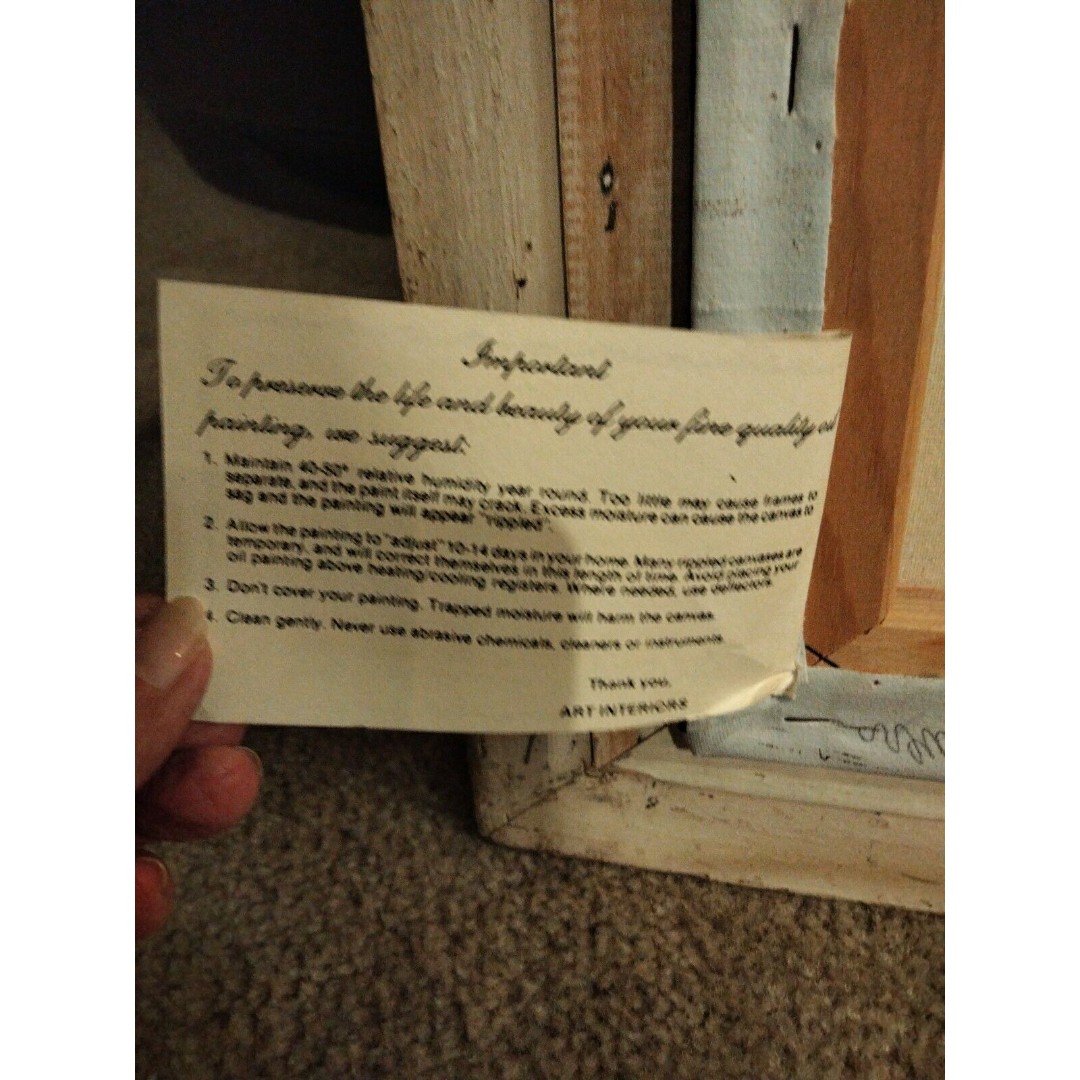 Important
To preserve the life and beauty of your fine quality oil
painting, we suggest:
1. Maintain 40-50° relative humidity year round. Too little may cause frames to
separate, and the paint itself may crack. Excess moisture can cause the canvas to
sag and the painting will appear "rippled".
2. Allow the painting to "adjust" 10-14 days in your home. Many rippled canvases are
temporary, and will correct themselves in this length of time. Avoid placing your
oil painting above heating/cooling registers. Where needed, use deflectors.
3. Don't cover your painting. Trapped moisture will harm the canvas.
4. Clean gently. Never use abrasive chemicals, cleaners or instruments.
Thank you,
ART INTERIORS